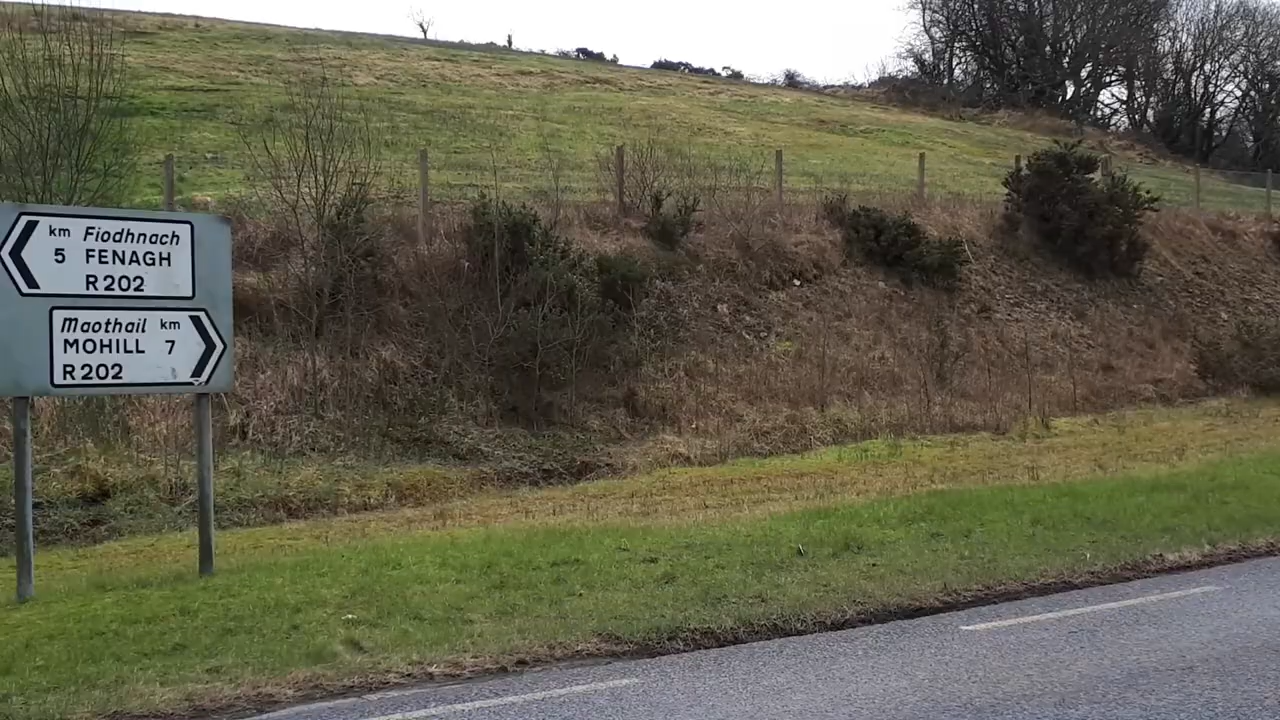 km Fiodhnach
5 FENAGH
R202
Maothail km
MOHILL 7
R202